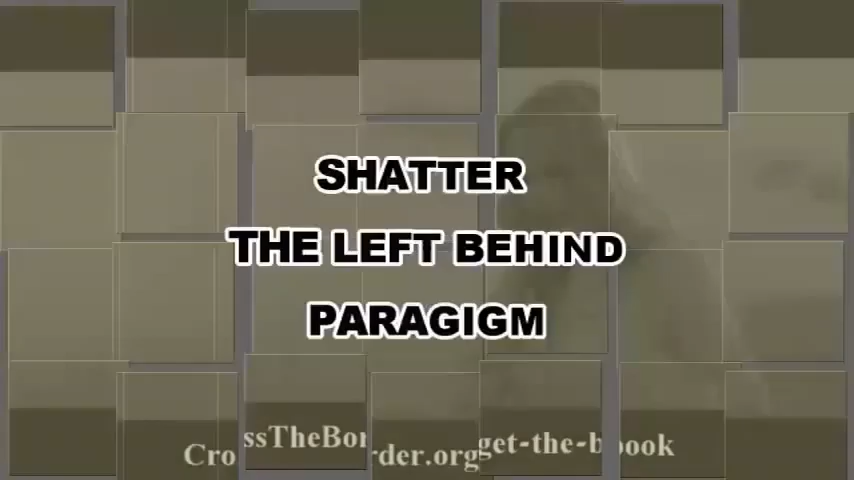 SHATTER
THE LEFT BEHIND
PARAGIGM
CrossTheBorder.org get-the-book